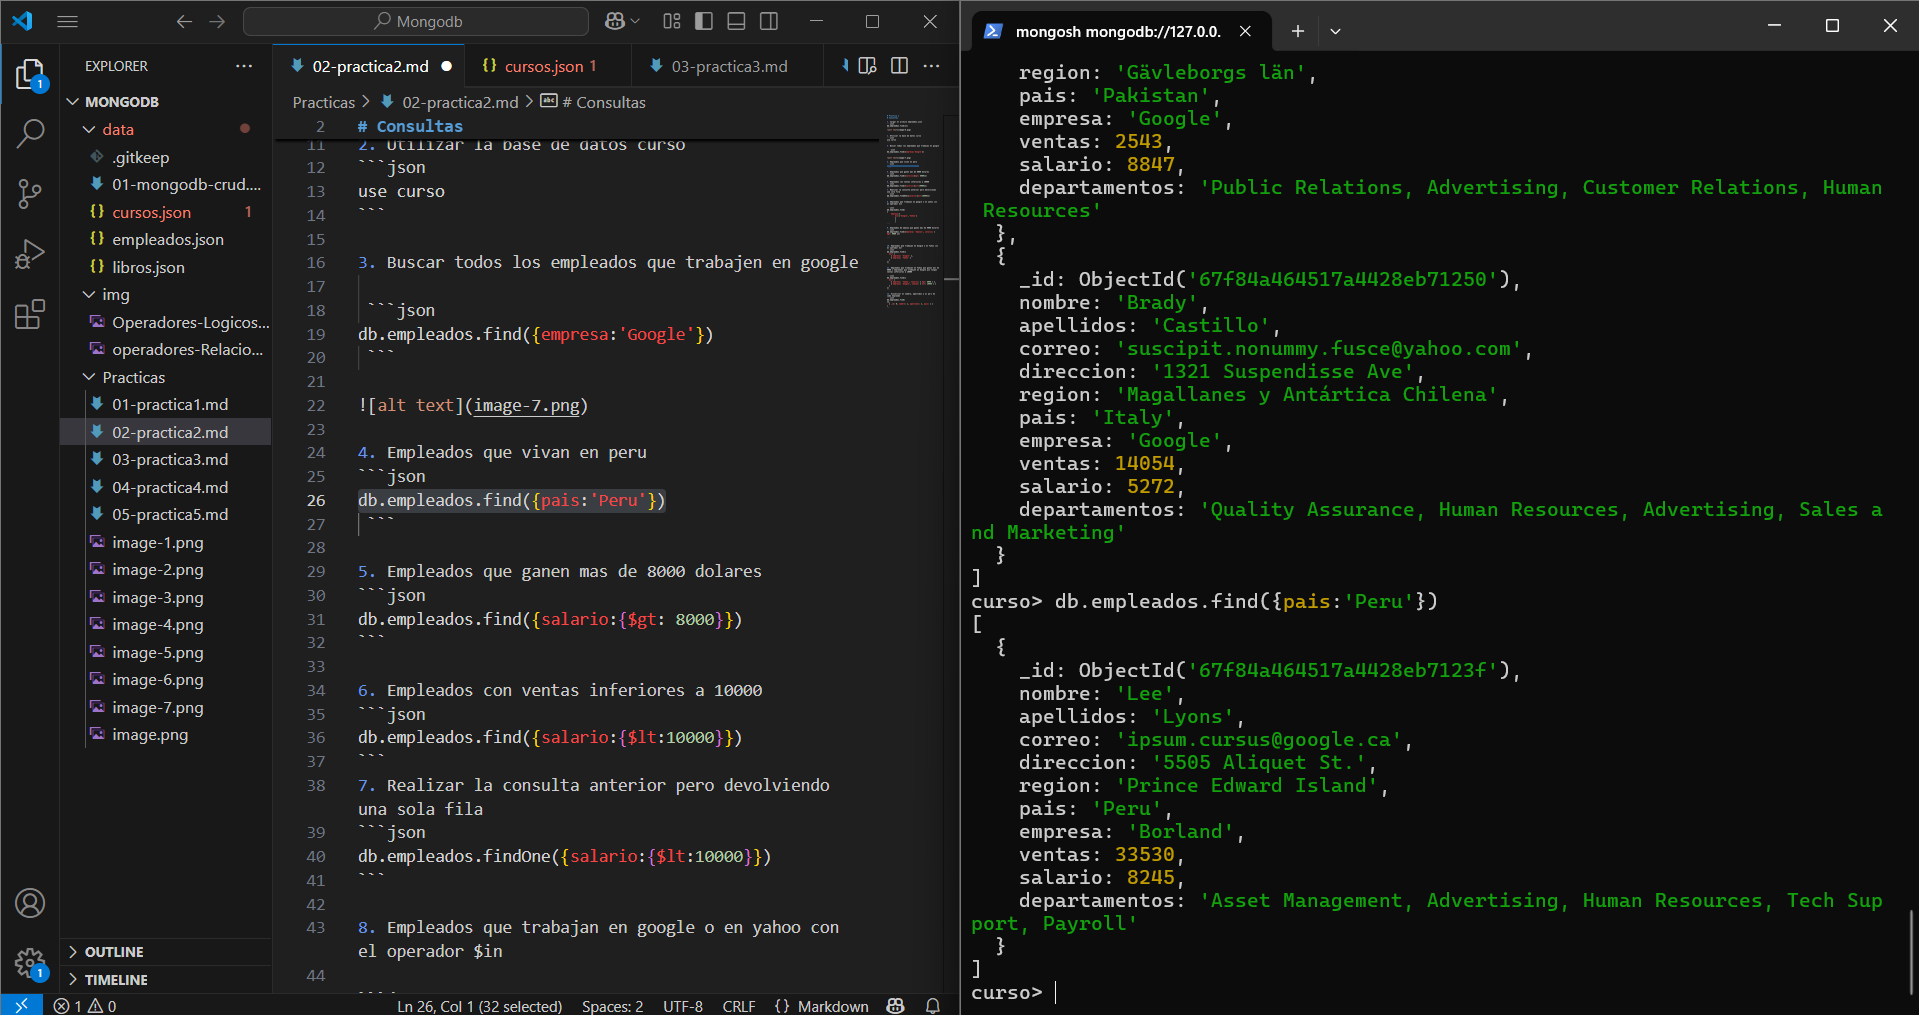 Mongodb
EXPLORER
MONGODB
data
.gitkeep
01-mongodb-crud....
cursos.json 1
empleados.json
libros.json
img
Operadores-Logicos...
operadores-Relacio...
Practicas
01-practica1.md
02-practica2.md
03-practica3.md
04-practica4.md
05-practica5.md
image-1.png
image-2.png
image-3.png
image-4.png
image-5.png
image-6.png
image-7.png
image.png
OUTLINE
TIMELINE
1
1
02-practica2.md
cursos.json 1
03-practica3.md
Practicas > 02-practica2.md > # Consultas
2 # Consultas
11 2. Utilizar la base de datos curso
12 ```json
13 use curso
14 ```
15
16 3. Buscar todos los empleados que trabajen en google
17
18 ```json
19 db.empleados.find({empresa:'Google'})
20 ```
21
22 ![alt text](image-7.png)
23
24 4. Empleados que vivan en peru
25 ```json
26 db.empleados.find({pais:'Peru'})
27 ```
28
29 5. Empleados que ganen mas de 8000 dolares
30 ```json
31 db.empleados.find({salario:{$gt: 8000}})
32 ```
33
34 6. Empleados con ventas inferiores a 10000
35 ```json
36 db.empleados.find({salario:{$lt:10000}})
37 ```
38 7. Realizar la consulta anterior pero devolviendo
una sola fila
39 ```json
40 db.empleados.findOne({salario:{$lt:10000}})
41 ```
42
43 8. Empleados que trabajan en google o en yahoo con
el operador $in
44
1 0
Ln 26, Col 1 (32 selected) Spaces: 2 UTF-8 CRLF {} Markdown
mongosh mongodb://127.0.0.
region: 'Gävleborgs län',
pais: 'Pakistan',
empresa: 'Google',
ventas: 2543,
salario: 8847,
departamentos: 'Public Relations, Advertising, Customer Relations, Human
Resources'
},
{
_id: ObjectId('67f84a464517a4428eb71250'),
nombre: 'Brady',
apellidos: 'Castillo',
correo: 'suscipit.nonummy.fusce@yahoo.com',
direccion: '1321 Suspendisse Ave',
region: 'Magallanes y Antártica Chilena',
pais: 'Italy',
empresa: 'Google',
ventas: 14054,
salario: 5272,
departamentos: 'Quality Assurance, Human Resources, Advertising, Sales a
nd Marketing'
}
]
curso> db.empleados.find({pais:'Peru'})
[
{
_id: ObjectId('67f84a464517a4428eb7123f'),
nombre: 'Lee',
apellidos: 'Lyons',
correo: 'ipsum.cursus@google.ca',
direccion: '5505 Aliquet St.',
region: 'Prince Edward Island',
pais: 'Peru',
empresa: 'Borland',
ventas: 33530,
salario: 8245,
departamentos: 'Asset Management, Advertising, Human Resources, Tech Sup
port, Payroll'
}
]
curso>